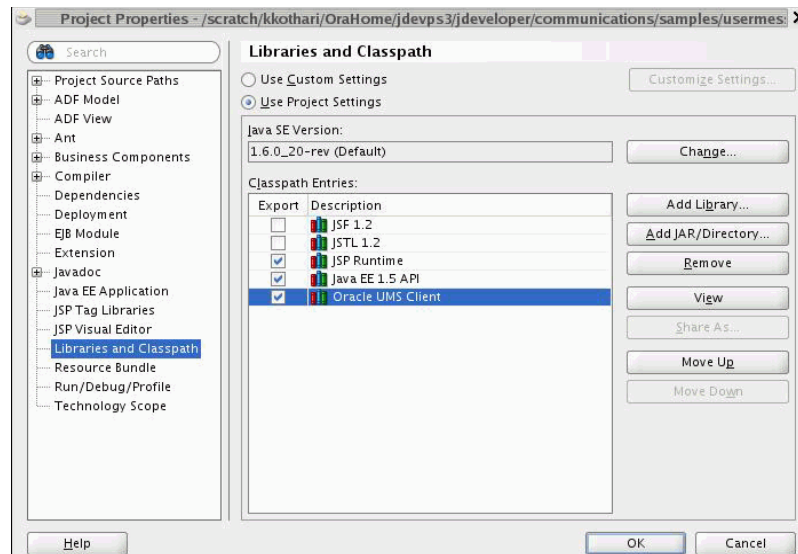 Project Properties - /scratch/kkothari/OraHome/jdevps3/jdeveloper/communications/samples/usermes
Search
Project Source Paths
ADF Model
ADF View
Ant
Business Components
Compiler
Dependencies
Deployment
EJB Module
Extension
Javadoc
Java EE Application
JSP Tag Libraries
JSP Visual Editor
Libraries and Classpath
Resource Bundle
Run/Debug/Profile
Technology Scope
Libraries and Classpath
Use Custom Settings
Customize Settings...
Use Project Settings
Java SE Version:
1.6.0_20-rev (Default)
Change...
Classpath Entries:
Export Description
JSF 1.2
JSTL 1.2
JSP Runtime
Java EE 1.5 API
Oracle UMS Client
Add Library...
Add JAR/Directory...
Remove
View
Share As...
Move Up
Move Down
Help
OK
Cancel